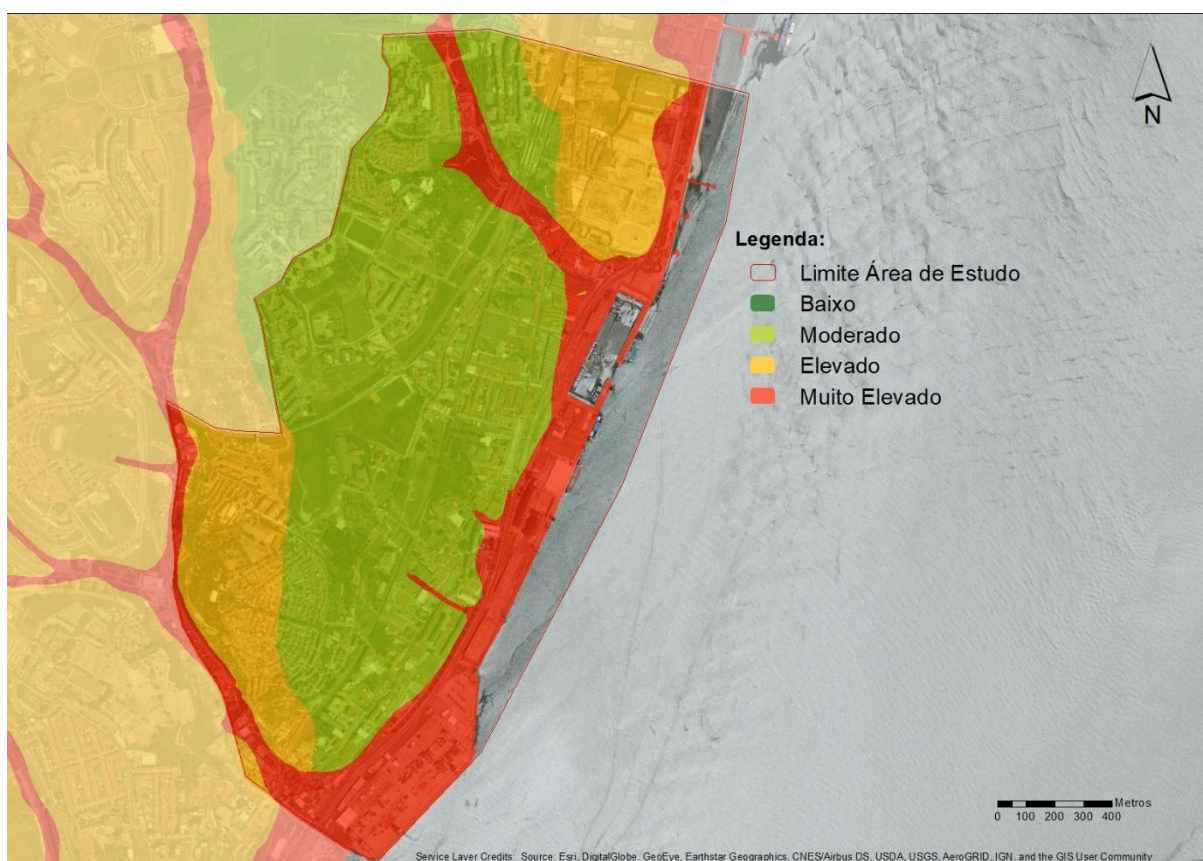 N
Legenda:
Limite Área de Estudo
Baixo
Moderado
Elevado
Muito Elevado
Metros
0 100 200 300 400
Service Layer Credits: Source: Esri, DigitalGlobe, GeoEye, Earthstar Geographics, CNES/Airbus DS, USDA, USGS, AeroGRID, IGN, and the GIS User Community